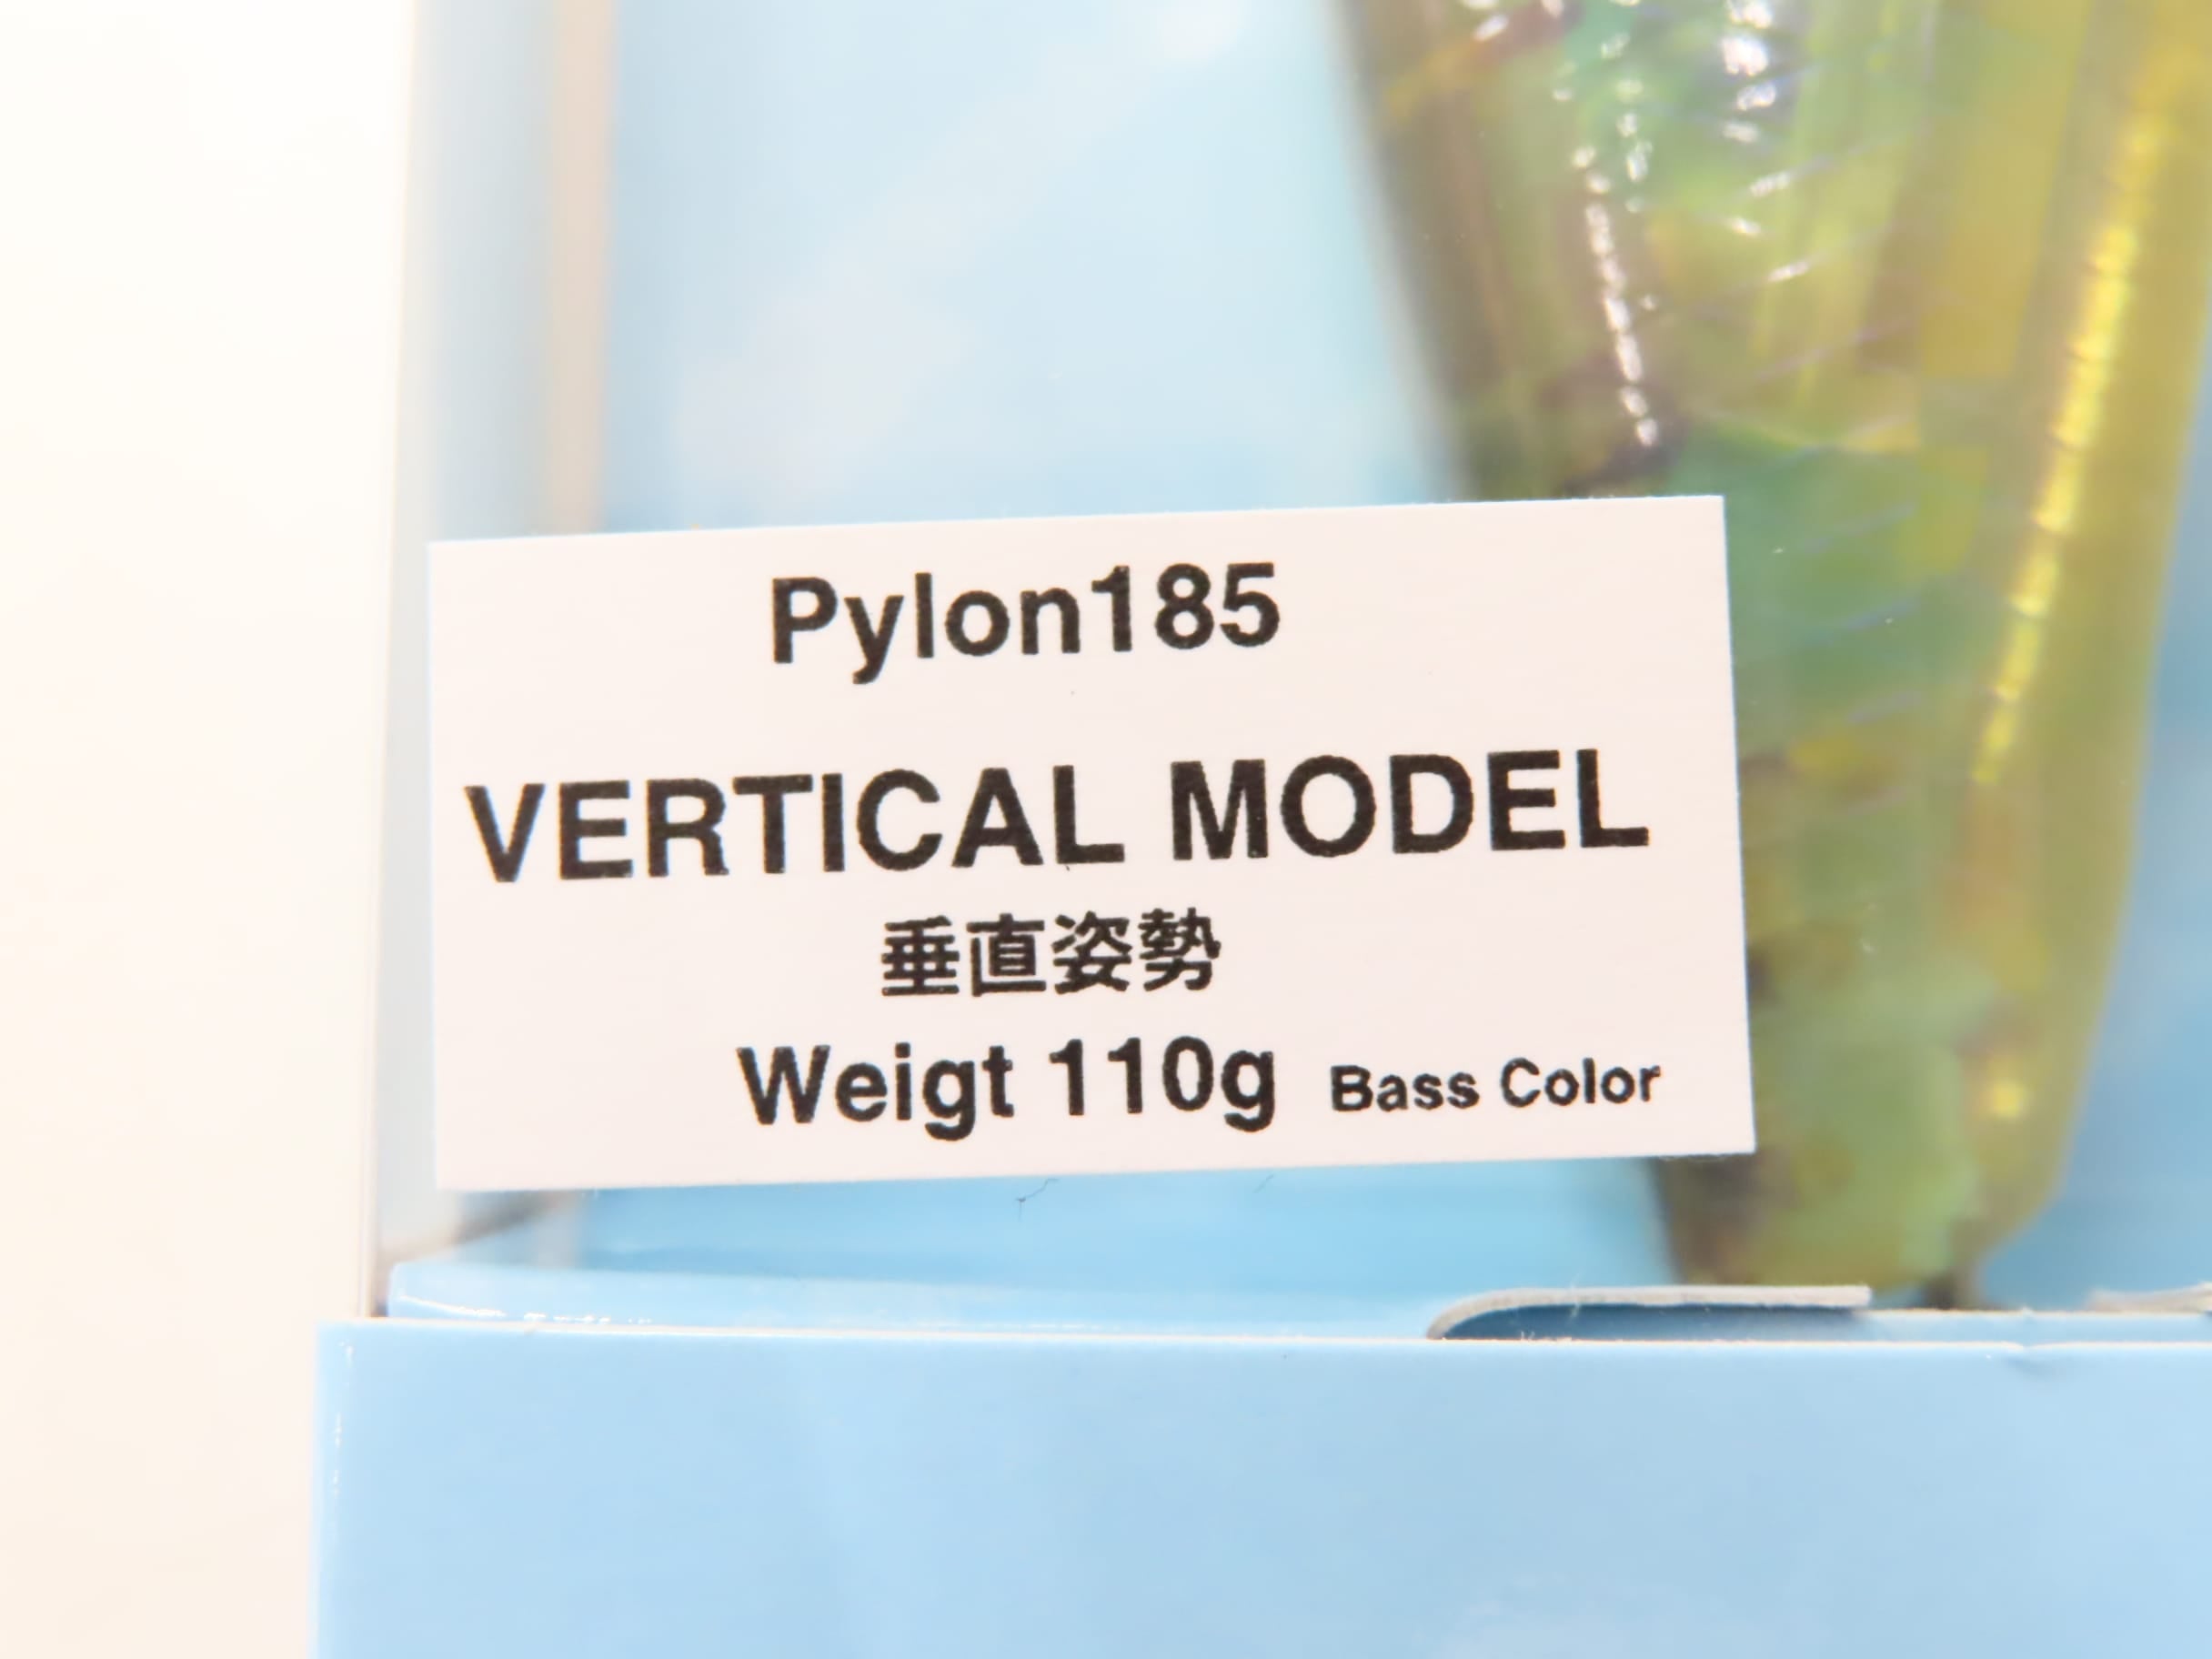 Pylon185
VERTICAL MODEL
垂直姿勢
Weigt 110g Bass Color